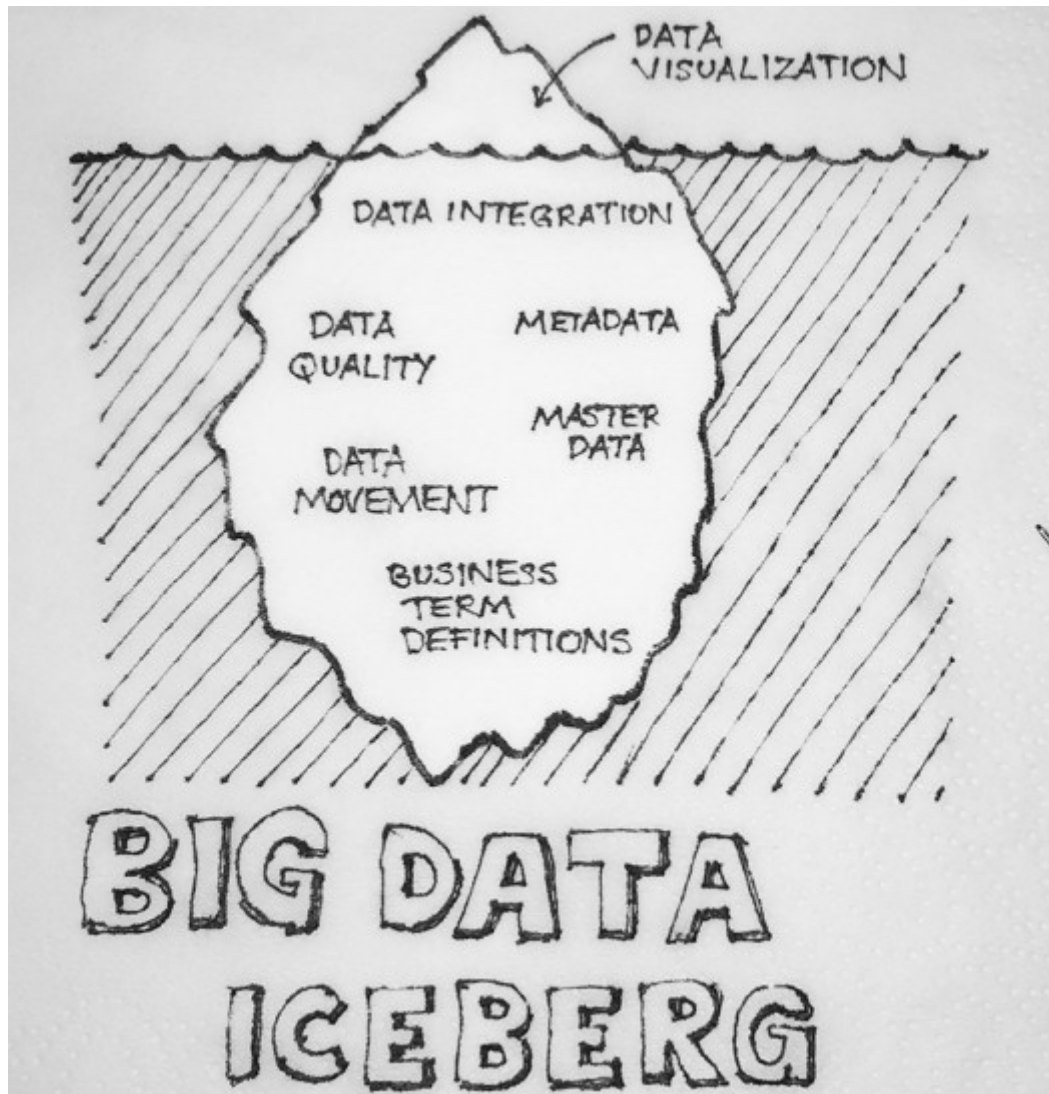 DATA
VISUALIZATION
DATA INTEGRATION
DATA
QUALITY
METADATA
MASTER
DATA
DATA
MOVEMENT
BUSINESS
TERM
DEFINITIONS
BIG DATA
ICEBERG